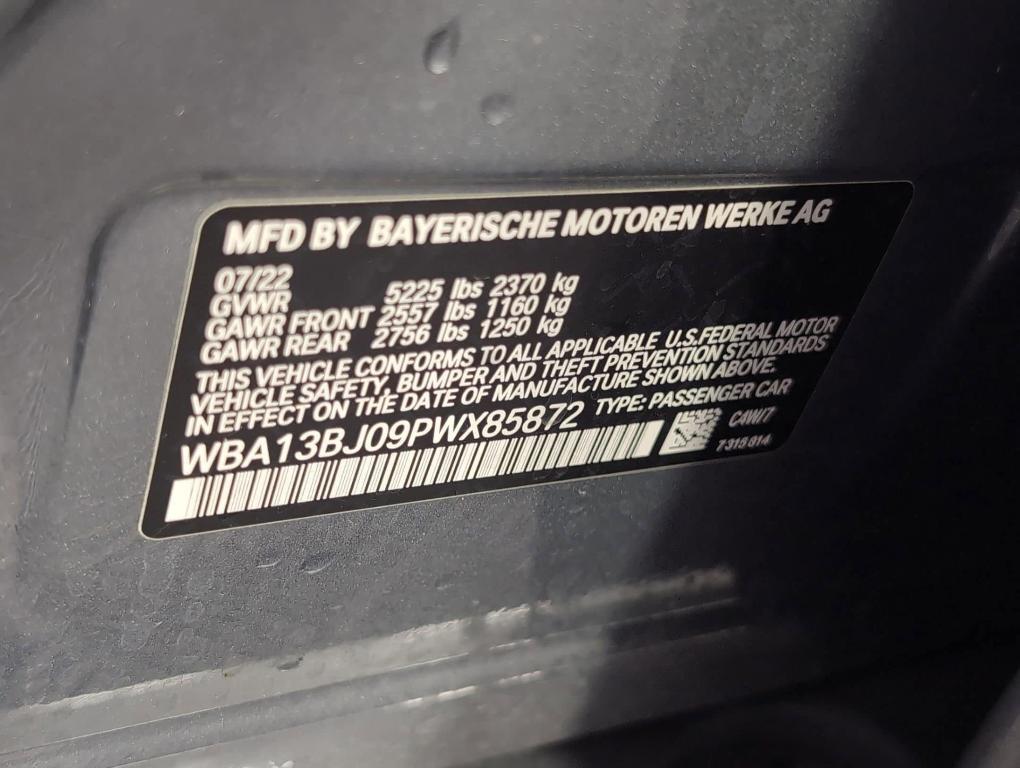 MFD BY BAYERISCHE MOTOREN WERKE AG
07/22
GVWR 5225 lbs 2370 kg
GAWR FRONT 2557 lbs 1160 kg
GAWR REAR 2756 lbs 1250 kg
THIS VEHICLE CONFORMS TO ALL APPLICABLE U.S.FEDERAL MOTOR
VEHICLE SAFETY, BUMPER AND THEFT PREVENTION STANDARDS
IN EFFECT ON THE DATE OF MANUFACTURE SHOWN ABOVE.
WBA13BJ09PWX85872 TYPE: PASSENGER CAR
C4W7
7 315 814